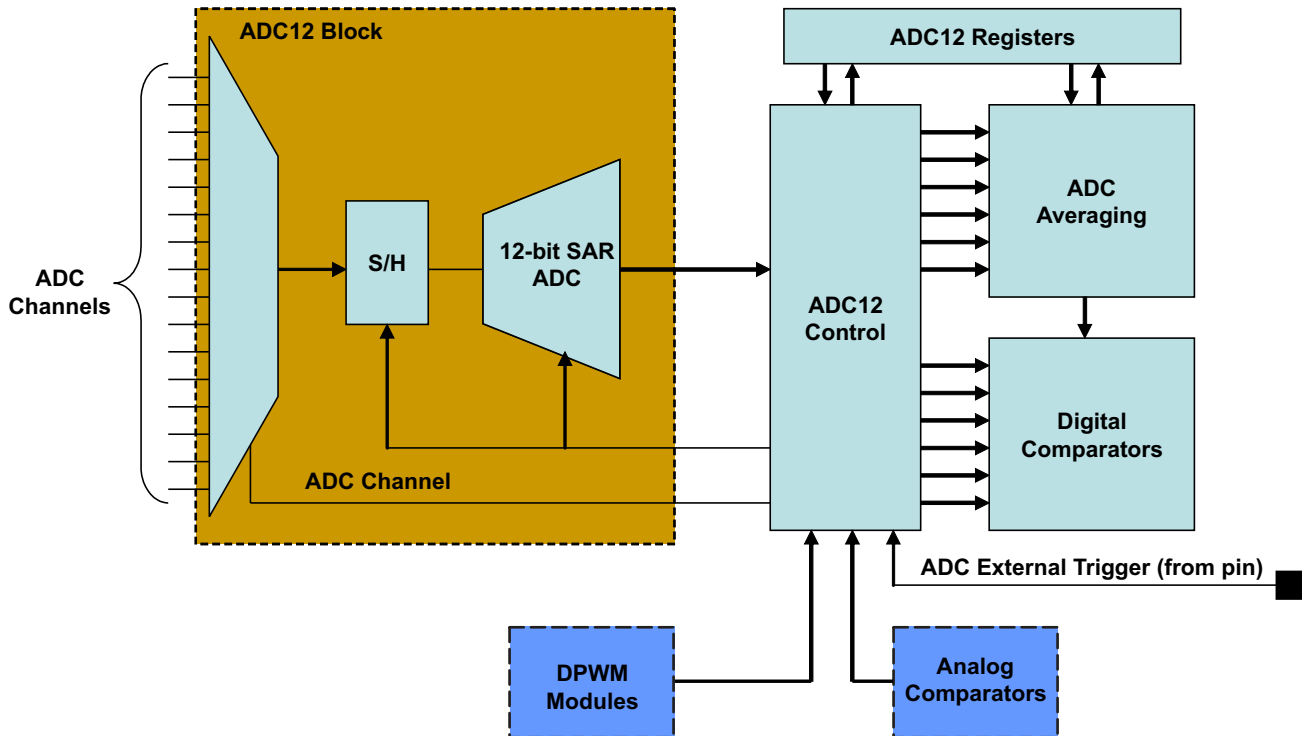 ADC12 Block
ADC12 Registers
ADC
Channels
S/H
12-bit SAR
ADC
ADC12
Control
ADC
Averaging
Digital
Comparators
ADC Channel
ADC External Trigger (from pin)
DPWM
Modules
Analog
Comparators